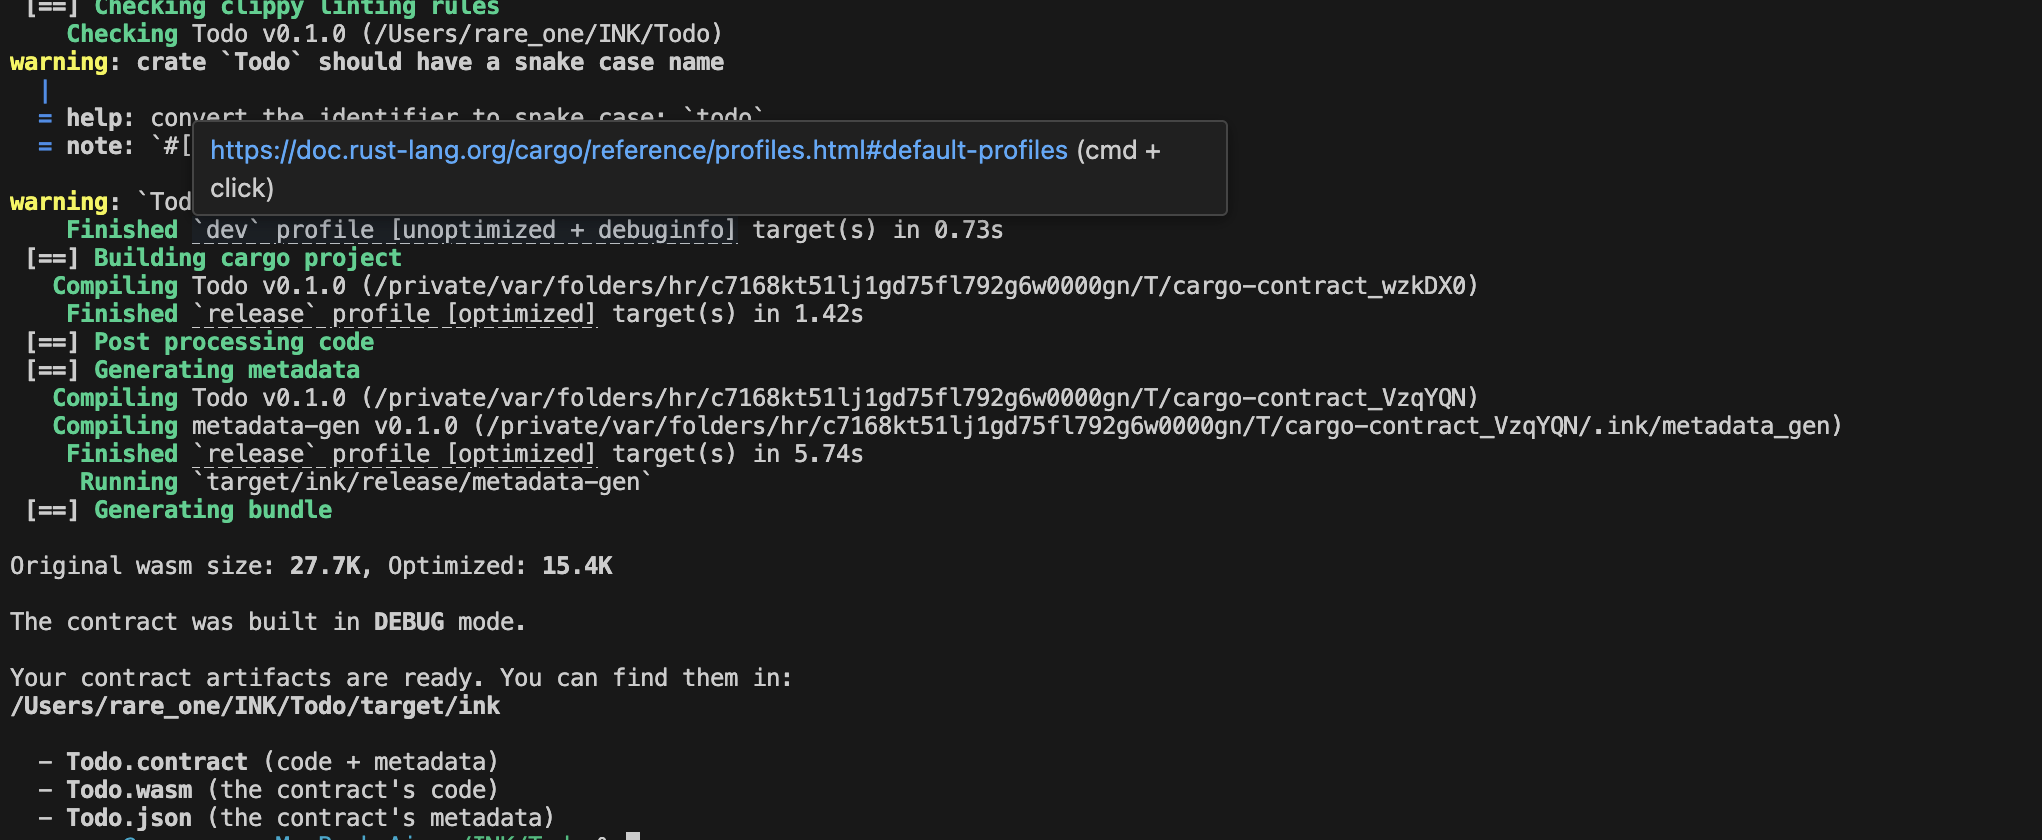 [==] Checking clippy linting rules
Checking Todo v0.1.0 (/Users/rare_one/INK/Todo)
warning: crate `Todo` should have a snake case name
|
= help: convert the identifier to snake case: `todo`
= note: `#[
https://doc.rust-lang.org/cargo/reference/profiles.html#default-profiles (cmd +
click)
warning: `Tod
Finished `dev` profile [unoptimized + debuginfo] target(s) in 0.73s
[==] Building cargo project
Compiling Todo v0.1.0 (/private/var/folders/hr/c7168kt51lj1gd75fl792g6w0000gn/T/cargo-contract_wzkDX0)
Finished `release` profile [optimized] target(s) in 1.42s
[==] Post processing code
[==] Generating metadata
Compiling Todo v0.1.0 (/private/var/folders/hr/c7168kt51lj1gd75fl792g6w0000gn/T/cargo-contract_VzqYQN)
Compiling metadata-gen v0.1.0 (/private/var/folders/hr/c7168kt51lj1gd75fl792g6w0000gn/T/cargo-contract_VzqYQN/.ink/metadata_gen)
Finished `release` profile [optimized] target(s) in 5.74s
Running `target/ink/release/metadata-gen`
[==] Generating bundle
Original wasm size: 27.7K, Optimized: 15.4K
The contract was built in DEBUG mode.
Your contract artifacts are ready. You can find them in:
/Users/rare_one/INK/Todo/target/ink
- Todo.contract (code + metadata)
- Todo.wasm (the contract's code)
- Todo.json (the contract's metadata)